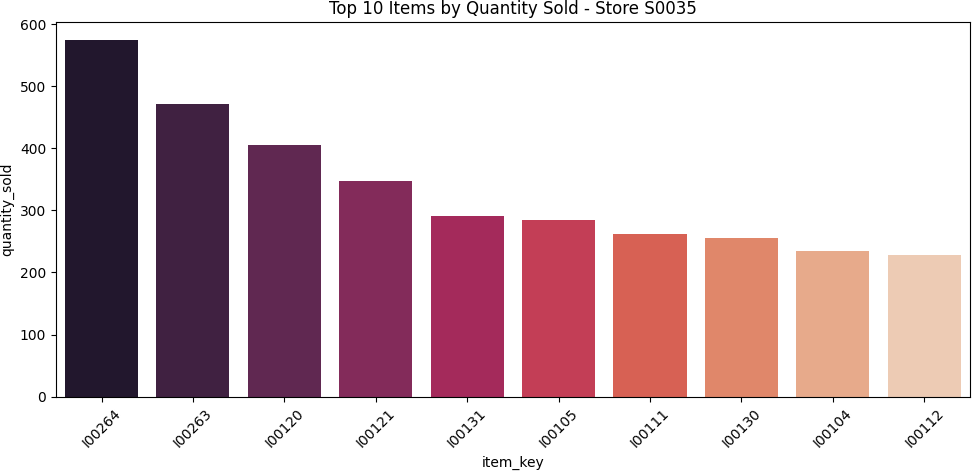 Top 10 Items by Quantity Sold - Store S0035
quantity_sold
600
500
400
300
200
100
0
I00264
I00263
I00120
I00121
I00131
I00105
I00111
I00130
I00104
I00112
item_key